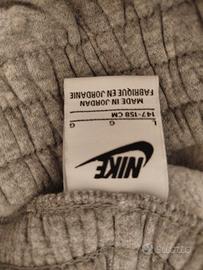 NIKE
L G G
147-158 CM
MADE IN JORDAN
FABRIQUE EN JORDANIE